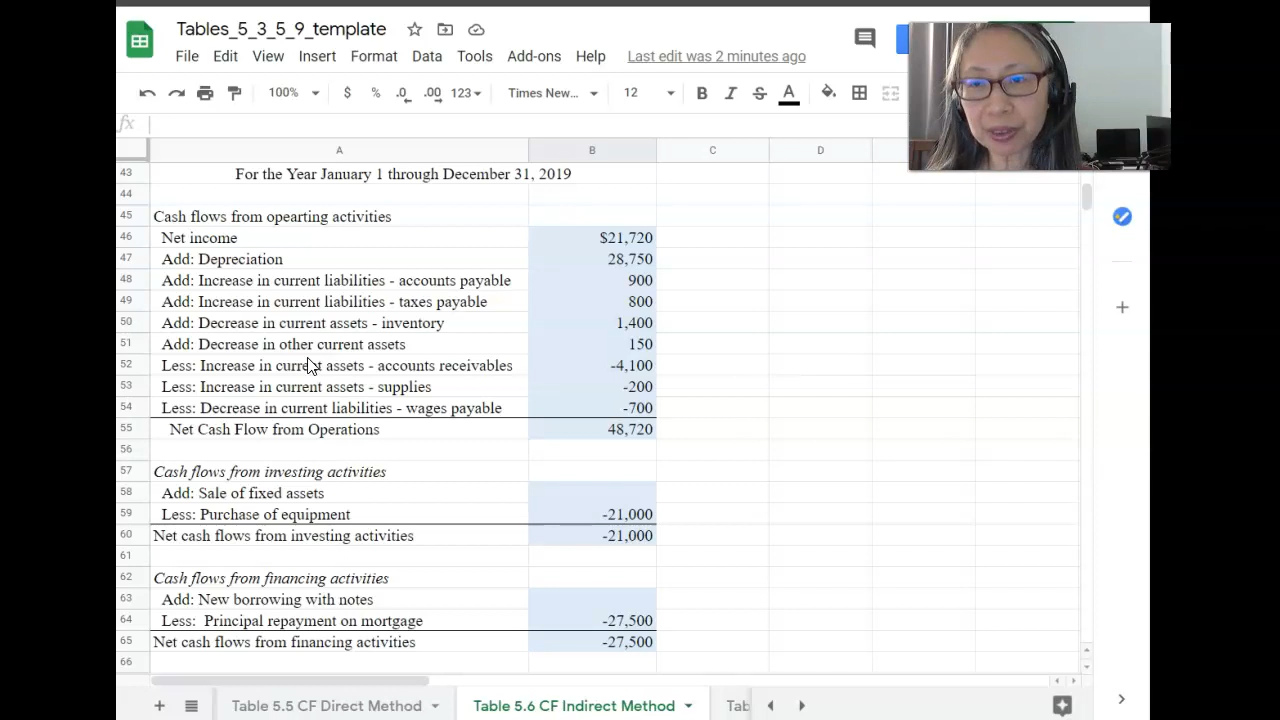 Tables_5_3_5_9_template
File Edit View Insert Format Data Tools Add-ons Help Last edit was 2 minutes ago
100% $ % .0 .00 123 Times New... 12 B I S A
fx
A B C D
43 For the Year January 1 through December 31, 2019
44
45 Cash flows from opearting activities
46 Net income $21,720
47 Add: Depreciation 28,750
48 Add: Increase in current liabilities - accounts payable 900
49 Add: Increase in current liabilities - taxes payable 800
50 Add: Decrease in current assets - inventory 1,400
51 Add: Decrease in other current assets 150
52 Less: Increase in current assets - accounts receivables -4,100
53 Less: Increase in current assets - supplies -200
54 Less: Decrease in current liabilities - wages payable -700
55 Net Cash Flow from Operations 48,720
56
57 Cash flows from investing activities
58 Add: Sale of fixed assets
59 Less: Purchase of equipment -21,000
60 Net cash flows from investing activities -21,000
61
62 Cash flows from financing activities
63 Add: New borrowing with notes
64 Less: Principal repayment on mortgage -27,500
65 Net cash flows from financing activities -27,500
66
Table 5.5 CF Direct Method Table 5.6 CF Indirect Method Tab